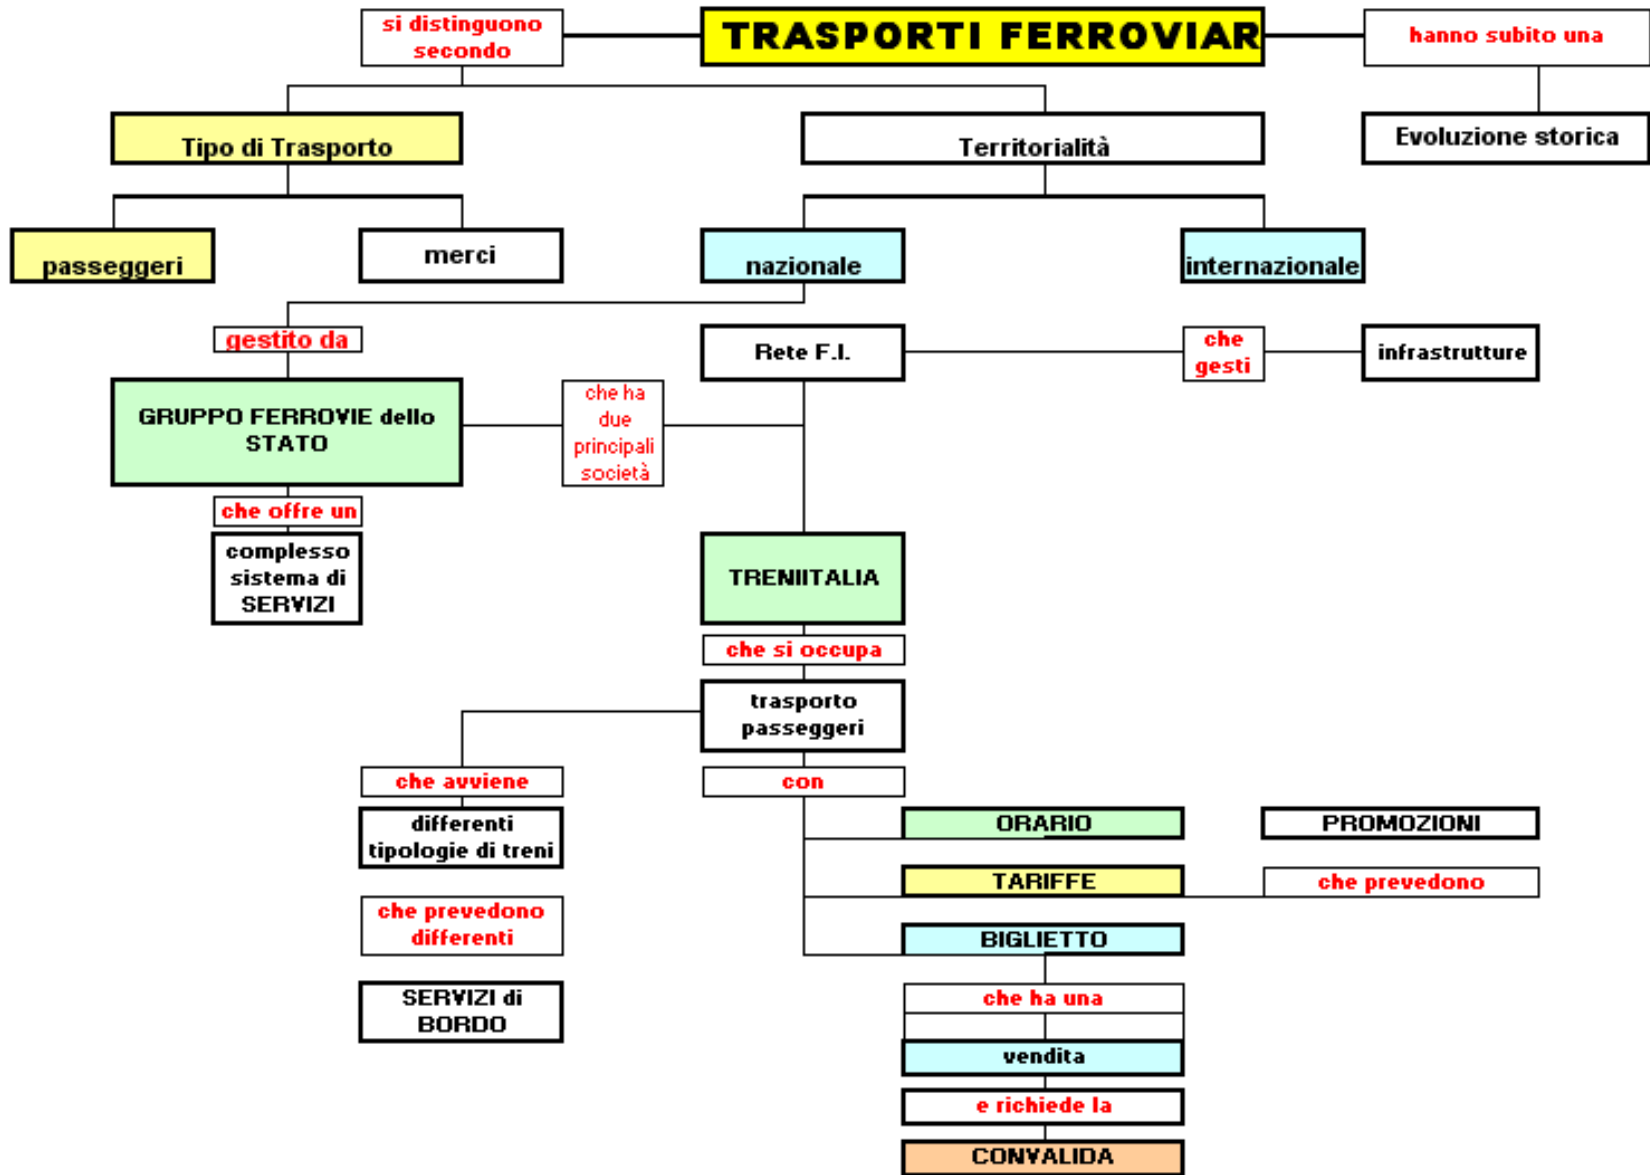 si distinguono
secondo
TRASPORTI FERROVIAR
hanno subito una
Tipo di Trasporto
Territorialità
Evoluzione storica
passeggeri
merci
nazionale
internazionale
gestito da
Rete F.I.
che
gesti
infrastrutture
GRUPPO FERROVIE dello
STATO
che ha
due
principali
società
che offre un
complesso
sistema di
SERVIZI
TRENIITALIA
che si occupa
trasporto
passeggeri
che avviene
con
differenti
tipologie di treni
ORARIO
PROMOZIONI
TARIFFE
che prevedono
che prevedono
differenti
BIGLIETTO
SERVIZI di
BORDO
che ha una
vendita
e richiede la
CONVALIDA